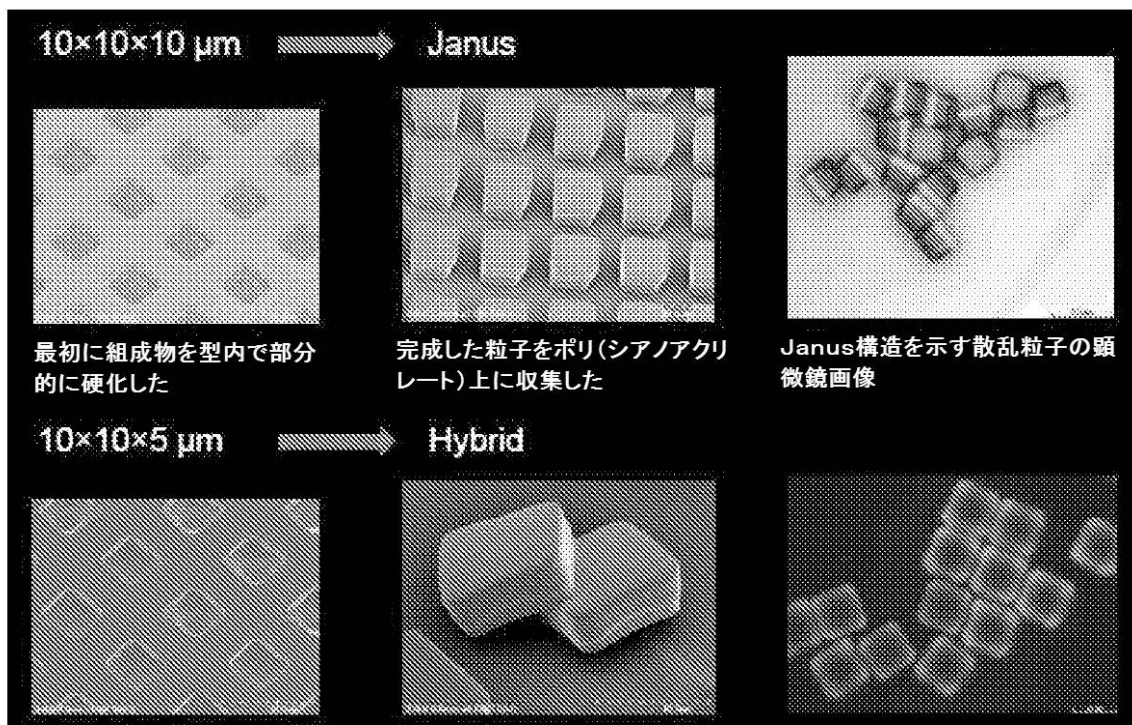 10×10×10 μm
Janus
最初に組成物を型内で部分
的に硬化した
完成した粒子をポリ(シアノアクリ
レート)上に収集した
Janus構造を示す散乱粒子の顕
微鏡画像
10×10×5 μm
Hybrid